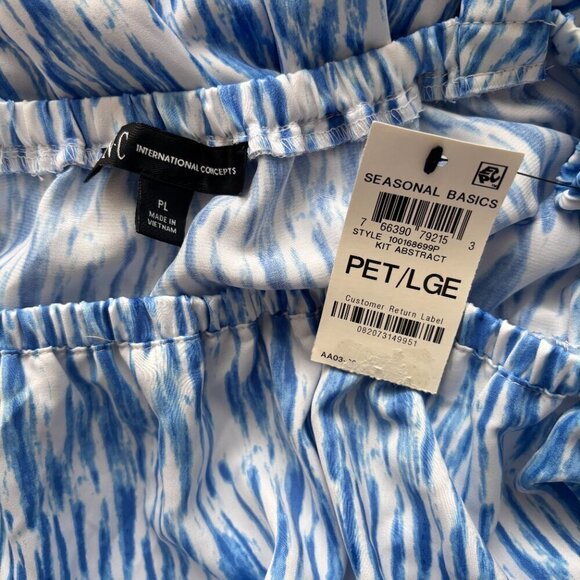 INTERNATIONAL CONCEPTS
PL
MADE IN
VIETNAM
SEASONAL BASICS
7 66390 79215 3
STYLE 100168699P
KIT ABSTRACT
PET/LGE
Customer Return Label
082073149951